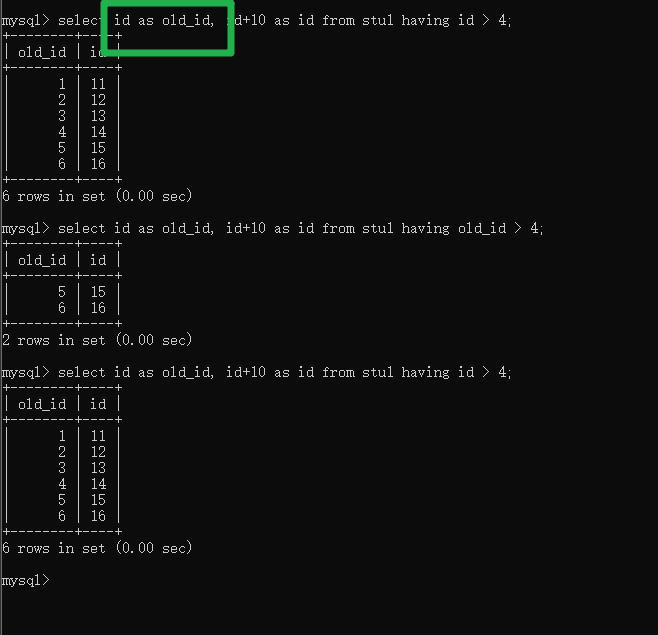 mysql> select id as old_id, id+10 as id from stu1 having id > 4;
+--------+----+
| old_id | id |
+--------+----+
|      1 | 11 |
|      2 | 12 |
|      3 | 13 |
|      4 | 14 |
|      5 | 15 |
|      6 | 16 |
+--------+----+
6 rows in set (0.00 sec)
mysql> select id as old_id, id+10 as id from stu1 having old_id > 4;
+--------+----+
| old_id | id |
+--------+----+
|      5 | 15 |
|      6 | 16 |
+--------+----+
2 rows in set (0.00 sec)
mysql> select id as old_id, id+10 as id from stu1 having id > 4;
+--------+----+
| old_id | id |
+--------+----+
|      1 | 11 |
|      2 | 12 |
|      3 | 13 |
|      4 | 14 |
|      5 | 15 |
|      6 | 16 |
+--------+----+
6 rows in set (0.00 sec)
mysql>